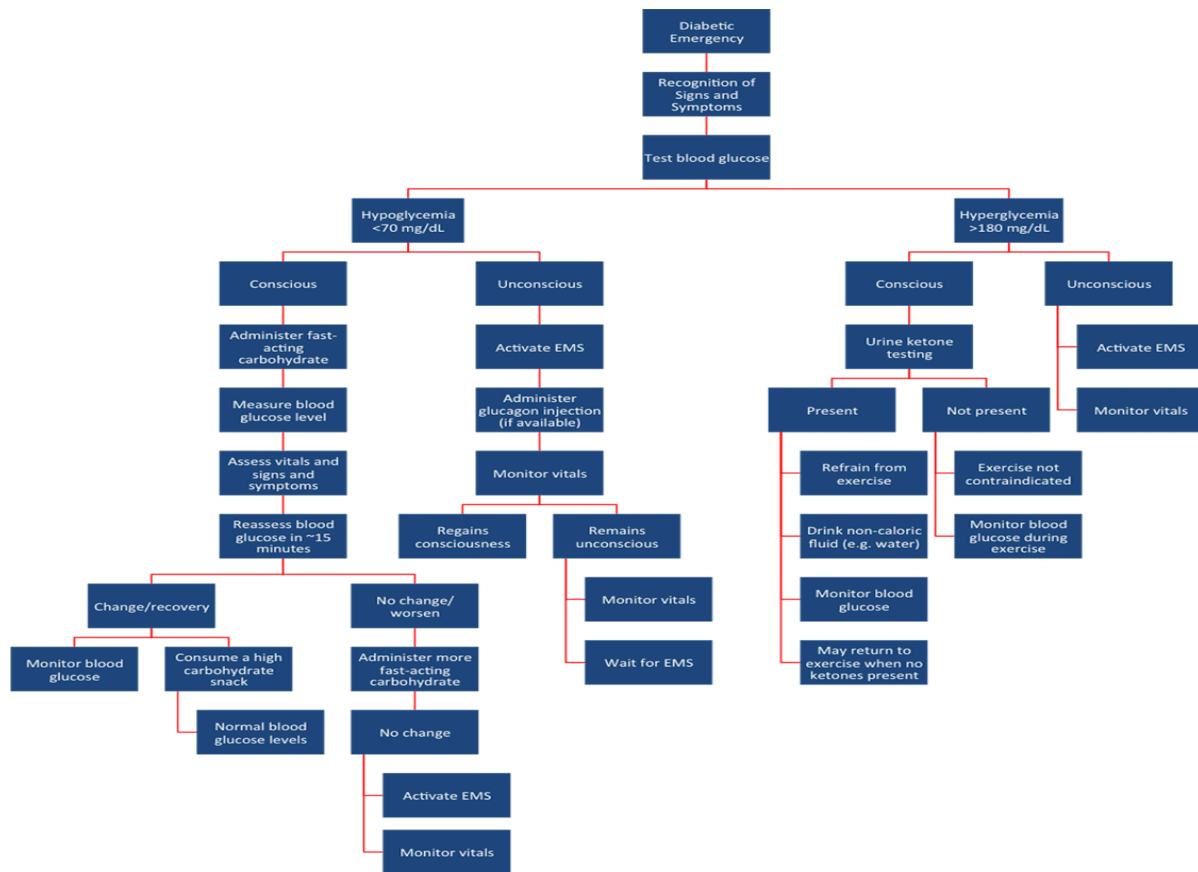 Diabetic
Emergency
Recognition of
Signs and
Symptoms
Test blood glucose
Hypoglycemia
<70 mg/dL
Hyperglycemia
>180 mg/dL
Conscious
Unconscious
Conscious
Unconscious
Administer fast-
acting
carbohydrate
Activate EMS
Urine ketone
testing
Activate EMS
Measure blood
glucose level
Administer
glucagon injection
(if available)
Present
Not present
Monitor vitals
Assess vitals and
signs and
symptoms
Monitor vitals
Refrain from
exercise
Exercise not
contraindicated
Reassess blood
glucose in ~15
minutes
Regains
consciousness
Remains
unconscious
Drink non-caloric
fluid (e.g. water)
Monitor blood
glucose during
exercise
Change/recovery
No change/
worsen
Monitor vitals
Monitor blood
glucose
Monitor blood
glucose
Consume a high
carbohydrate
snack
Administer more
fast-acting
carbohydrate
Wait for EMS
May return to
exercise when no
ketones present
Normal blood
glucose levels
No change
Activate EMS
Monitor vitals